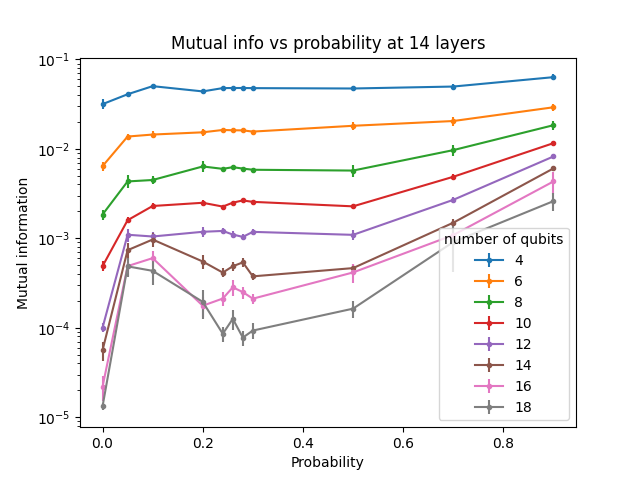 Mutual info vs probability at 14 layers
10⁻¹
10⁻²
10⁻³
10⁻⁴
10⁻⁵
Mutual information
number of qubits
4
6
8
10
12
14
16
18
0.0 0.2 0.4 0.6 0.8
Probability